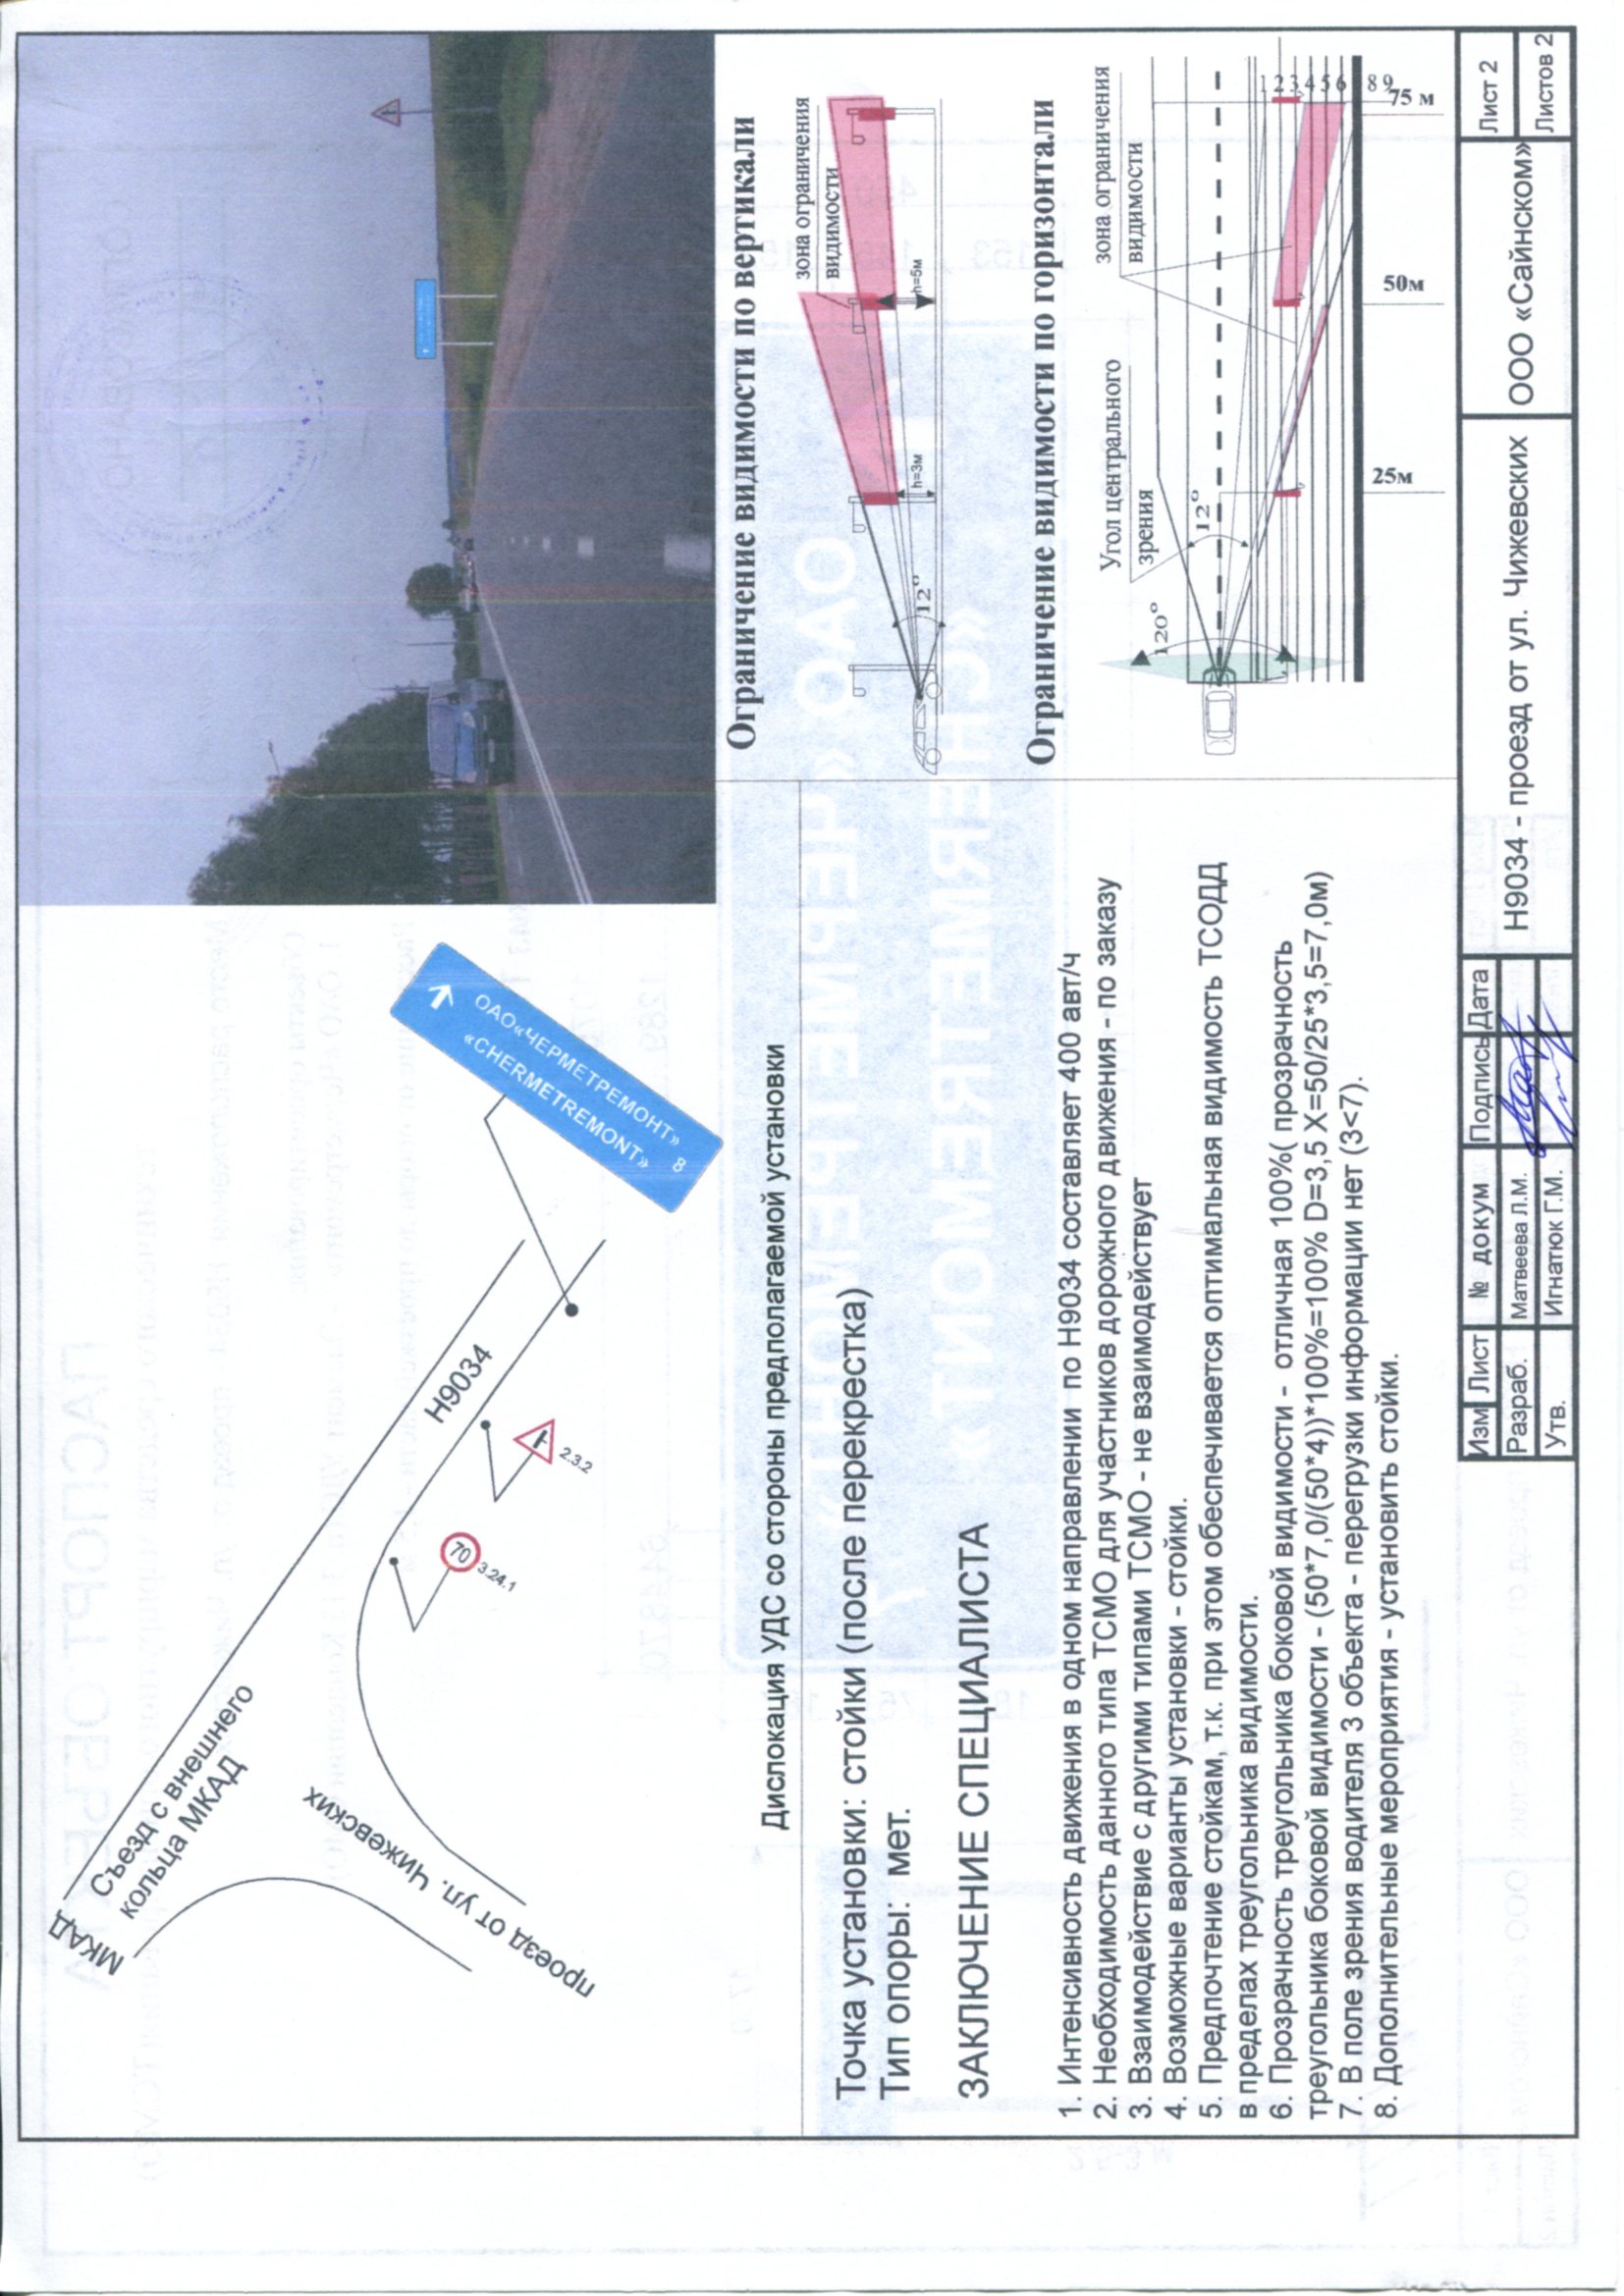 МКАД
Съезд с внешнего
кольца МКАД
проезд от ул. Чижевских
Н9034
70
3.24.1
2.3.2
ОАО«ЧЕРМЕТРЕМОНТ»
«CHERMETREMONT»
8
Дислокация УДС со стороны предполагаемой установки
Точка установки: стойки (после перекрестка)
Тип опоры: мет.
ЗАКЛЮЧЕНИЕ СПЕЦИАЛИСТА
1. Интенсивность движения в одном направлении по Н9034 составляет 400 авт/ч
2. Необходимость данного типа ТСМО для участников дорожного движения - по заказу
3. Взаимодействие с другими типами ТСМО - не взаимодействует
4. Возможные варианты установки - стойки.
5. Предпочтение стойкам, т.к. при этом обеспечивается оптимальная видимость ТСОДД
в пределах треугольника видимости.
6. Прозрачность треугольника боковой видимости - отличная 100%( прозрачность
треугольника боковой видимости - (50*7,0/(50*4))*100%=100% D=3,5 X=50/25*3,5=7,0м)
7. В поле зрения водителя 3 объекта - перегрузки информации нет (3<7).
8. Дополнительные мероприятия - установить стойки.
Ограничение видимости по вертикали
зона ограничения
видимости
12°
h=3м
h=5м
Ограничение видимости по горизонтали
Угол центрального
зрения
зона ограничения
видимости
120°
12°
1 2 3 4 5 6 8 9
25м
50м
75 м
Изм Лист № докум Подпись Дата
Разраб. Матвеева Л.М.
Утв. Игнатюк Г.М.
Н9034 - проезд от ул. Чижевских
ООО «Сайнском»
Лист 2
Листов 2